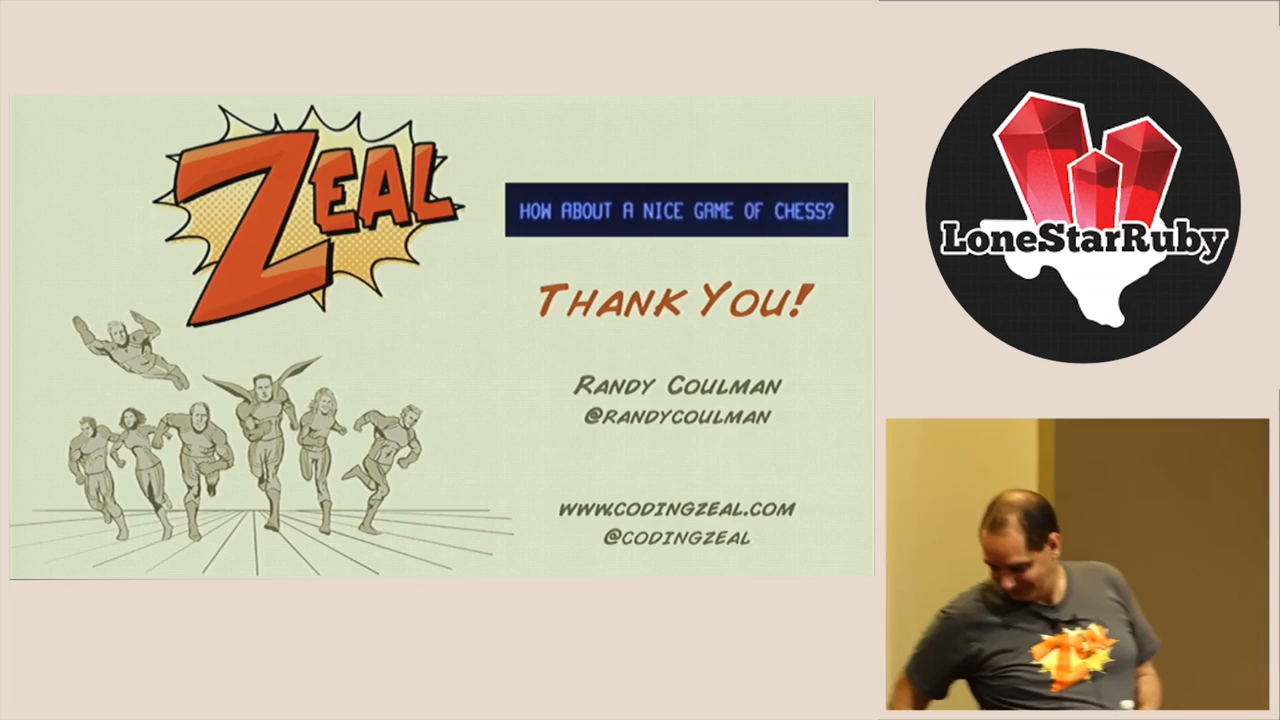 ZEAL
HOW ABOUT A NICE GAME OF CHESS?
THANK YOU!
RANDY COULMAN
@RANDYCOULMAN
WWW.CODINGZEAL.COM
@CODINGZEAL
LoneStarRuby
ZEAL